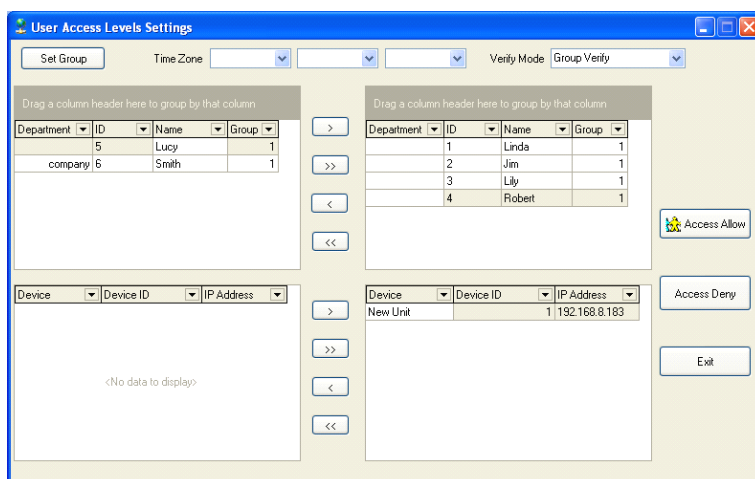 User Access Levels Settings
Set Group Time Zone Verify Mode Group Verify
Drag a column header here to group by that column
Department ID Name Group
5 Lucy 1
company 6 Smith 1
>
>>
<
<<
Drag a column header here to group by that column
Department ID Name Group
1 Linda 1
2 Jim 1
3 Lily 1
4 Robert 1
Access Allow
Access Deny
Exit
Device Device ID IP Address
<No data to display>
>
>>
<
<<
Device Device ID IP Address
New Unit 1 192.168.8.183